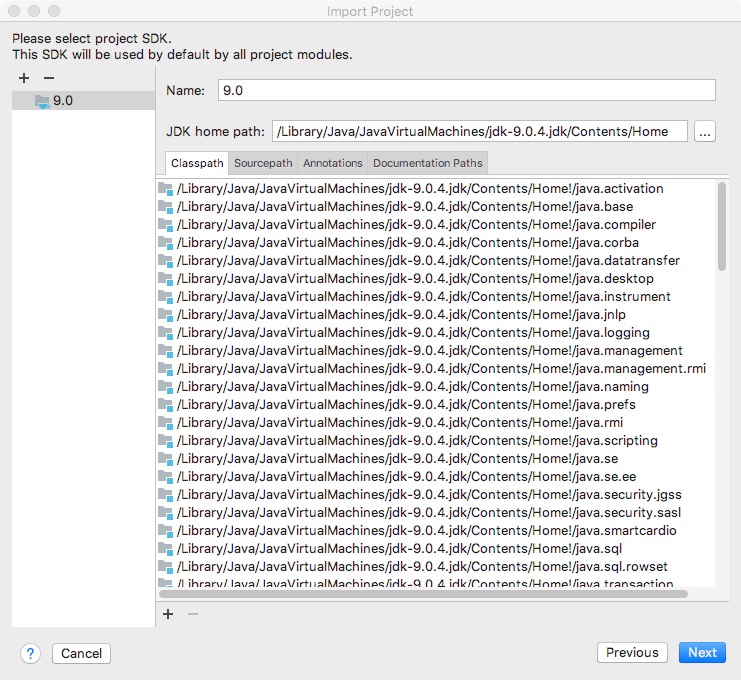 Import Project
Please select project SDK.
This SDK will be used by default by all project modules.
+ −
9.0
Name: 9.0
JDK home path: /Library/Java/JavaVirtualMachines/jdk-9.0.4.jdk/Contents/Home ...
Classpath Sourcepath Annotations Documentation Paths
/Library/Java/JavaVirtualMachines/jdk-9.0.4.jdk/Contents/Home!/java.activation
/Library/Java/JavaVirtualMachines/jdk-9.0.4.jdk/Contents/Home!/java.base
/Library/Java/JavaVirtualMachines/jdk-9.0.4.jdk/Contents/Home!/java.compiler
/Library/Java/JavaVirtualMachines/jdk-9.0.4.jdk/Contents/Home!/java.corba
/Library/Java/JavaVirtualMachines/jdk-9.0.4.jdk/Contents/Home!/java.datatransfer
/Library/Java/JavaVirtualMachines/jdk-9.0.4.jdk/Contents/Home!/java.desktop
/Library/Java/JavaVirtualMachines/jdk-9.0.4.jdk/Contents/Home!/java.instrument
/Library/Java/JavaVirtualMachines/jdk-9.0.4.jdk/Contents/Home!/java.jnlp
/Library/Java/JavaVirtualMachines/jdk-9.0.4.jdk/Contents/Home!/java.logging
/Library/Java/JavaVirtualMachines/jdk-9.0.4.jdk/Contents/Home!/java.management
/Library/Java/JavaVirtualMachines/jdk-9.0.4.jdk/Contents/Home!/java.management.rmi
/Library/Java/JavaVirtualMachines/jdk-9.0.4.jdk/Contents/Home!/java.naming
/Library/Java/JavaVirtualMachines/jdk-9.0.4.jdk/Contents/Home!/java.prefs
/Library/Java/JavaVirtualMachines/jdk-9.0.4.jdk/Contents/Home!/java.rmi
/Library/Java/JavaVirtualMachines/jdk-9.0.4.jdk/Contents/Home!/java.scripting
/Library/Java/JavaVirtualMachines/jdk-9.0.4.jdk/Contents/Home!/java.se
/Library/Java/JavaVirtualMachines/jdk-9.0.4.jdk/Contents/Home!/java.se.ee
/Library/Java/JavaVirtualMachines/jdk-9.0.4.jdk/Contents/Home!/java.security.jgss
/Library/Java/JavaVirtualMachines/jdk-9.0.4.jdk/Contents/Home!/java.security.sasl
/Library/Java/JavaVirtualMachines/jdk-9.0.4.jdk/Contents/Home!/java.smartcardio
/Library/Java/JavaVirtualMachines/jdk-9.0.4.jdk/Contents/Home!/java.sql
/Library/Java/JavaVirtualMachines/jdk-9.0.4.jdk/Contents/Home!/java.sql.rowset
/Library/Java/JavaVirtualMachines/jdk-9.0.4.jdk/Contents/Home!/java.transaction
+ −
? Cancel Previous Next